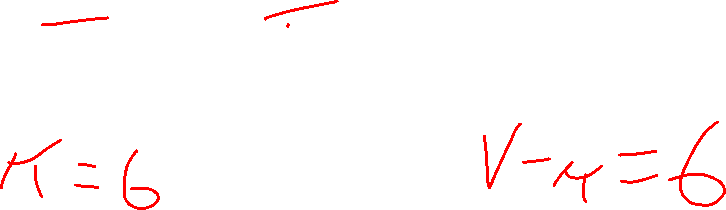 π = 6 V - π = 6